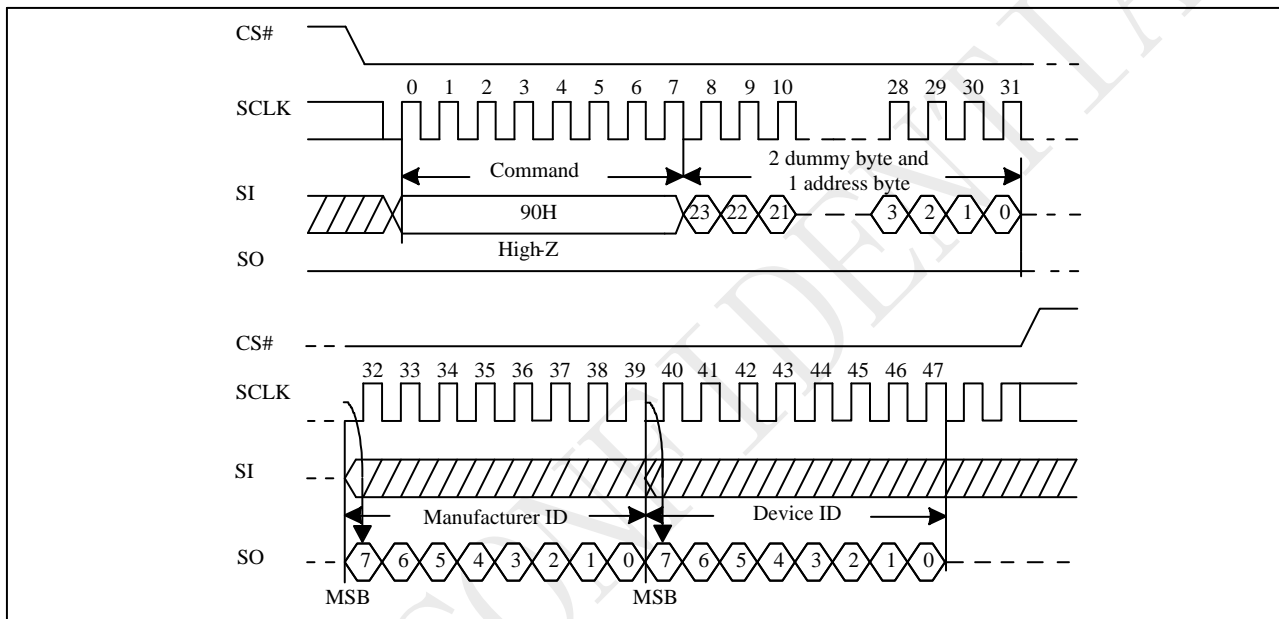 CS#
0 1 2 3 4 5 6 7 8 9 10 28 29 30 31
SCLK
Command
2 dummy byte and
1 address byte
SI
90H
23 22 21 3 2 1 0
High-Z
SO
CS#
32 33 34 35 36 37 38 39 40 41 42 43 44 45 46 47
SCLK
SI
Manufacturer ID
Device ID
SO
7 6 5 4 3 2 1 0 7 6 5 4 3 2 1 0
MSB
MSB
CONFIDENTIA